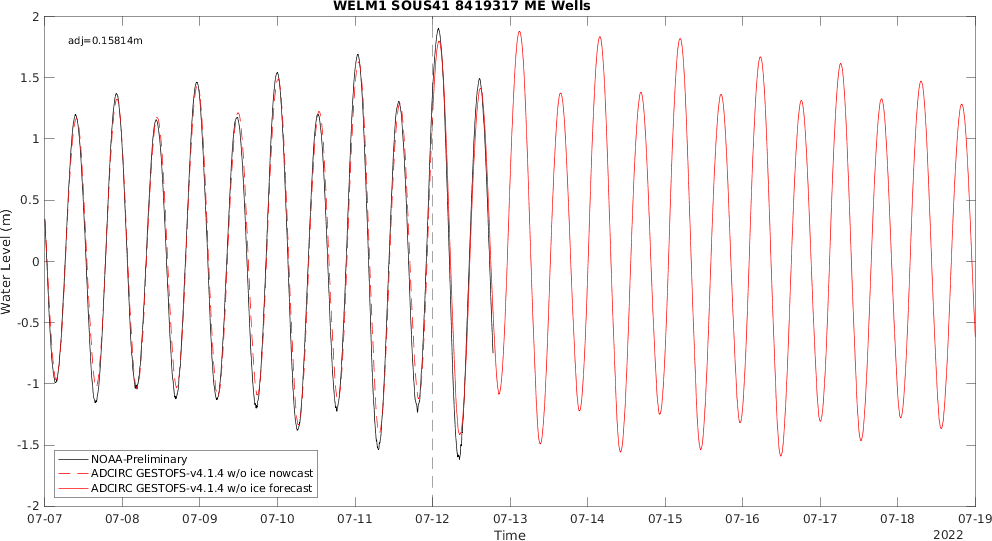 WELM1 SOUS41 8419317 ME Wells
adj=0.15814m
2
1.5
1
0.5
0
-0.5
-1
-1.5
-2
Water Level (m)
NOAA-Preliminary
ADCIRC GESTOFS-v4.1.4 w/o ice nowcast
ADCIRC GESTOFS-v4.1.4 w/o ice forecast
07-07 07-08 07-09 07-10 07-11 07-12 07-13 07-14 07-15 07-16 07-17 07-18 07-19
Time
2022